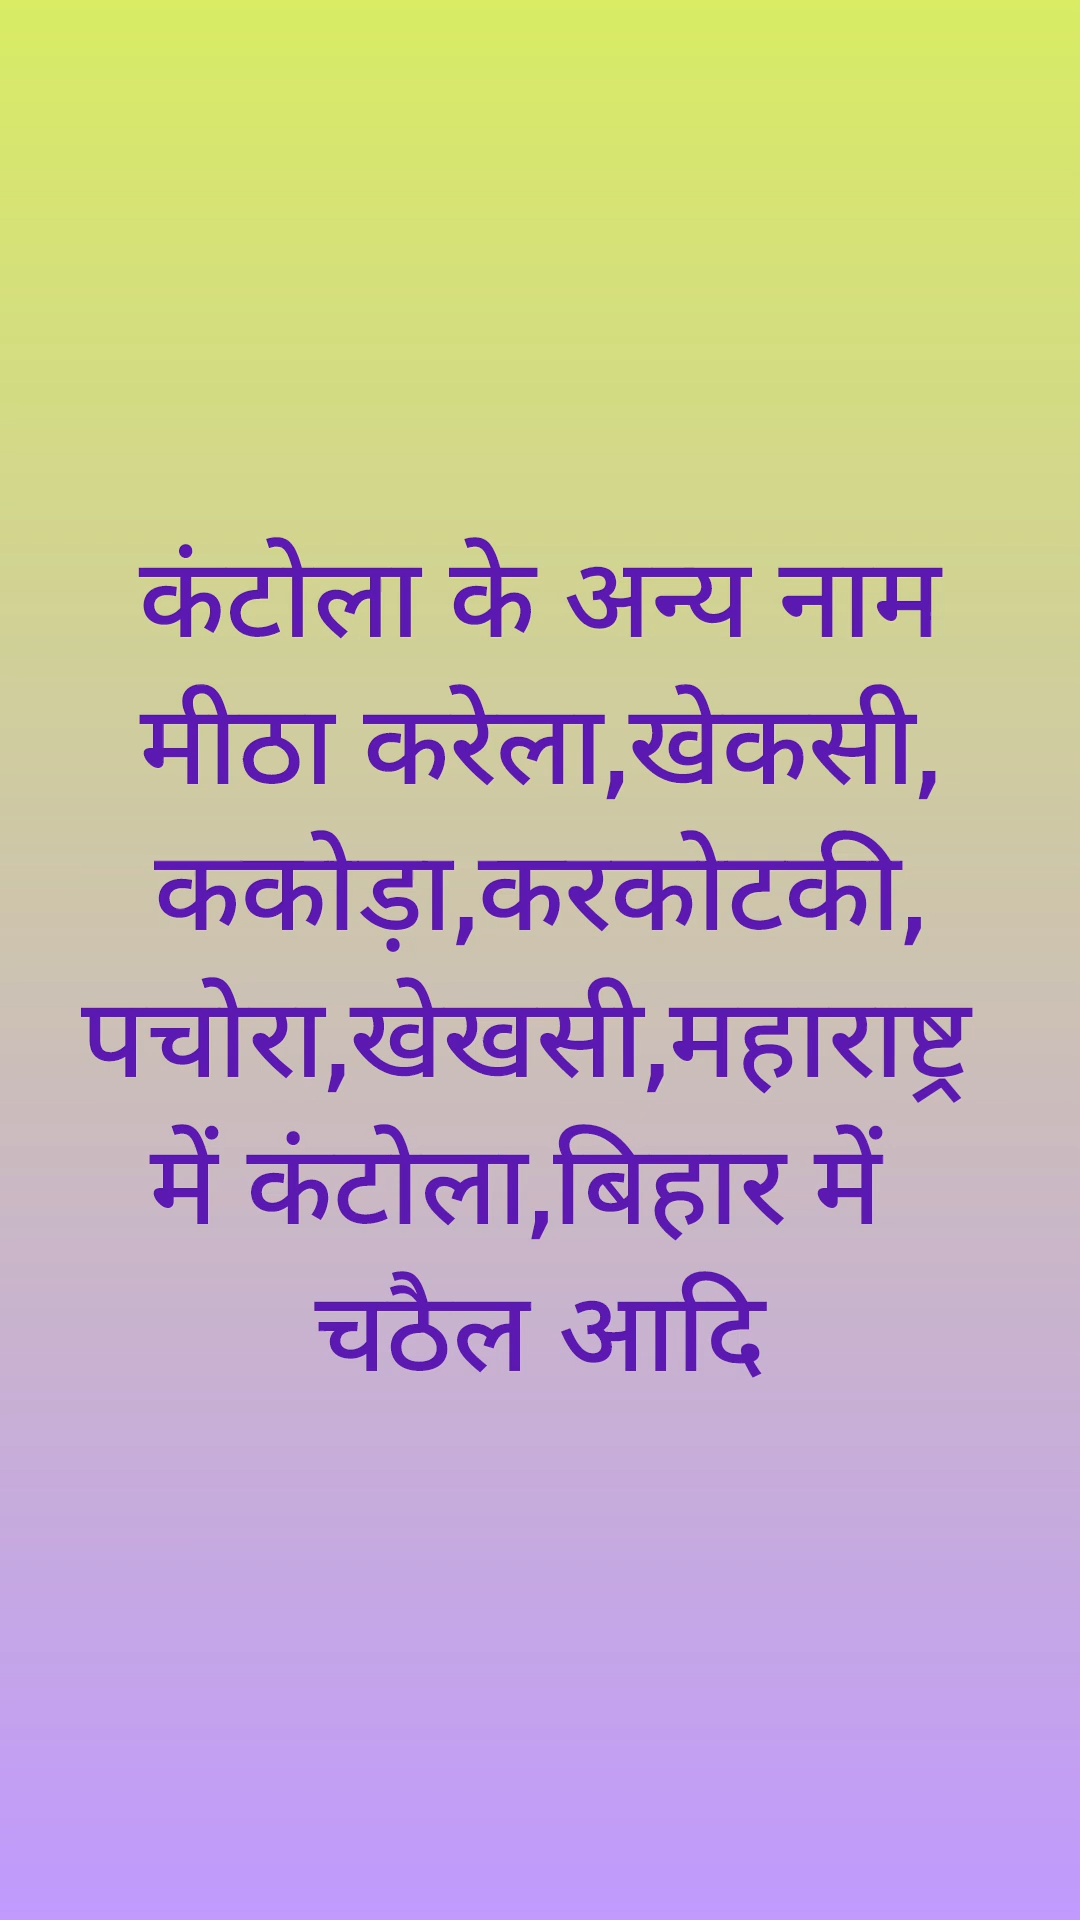 कंटोला के अन्य नाम
मीठा करेला,खेकसी,
ककोड़ा,करकोटकी,
पचोरा,खेखसी,महाराष्ट्र
में कंटोला,बिहार में
चठैल आदि